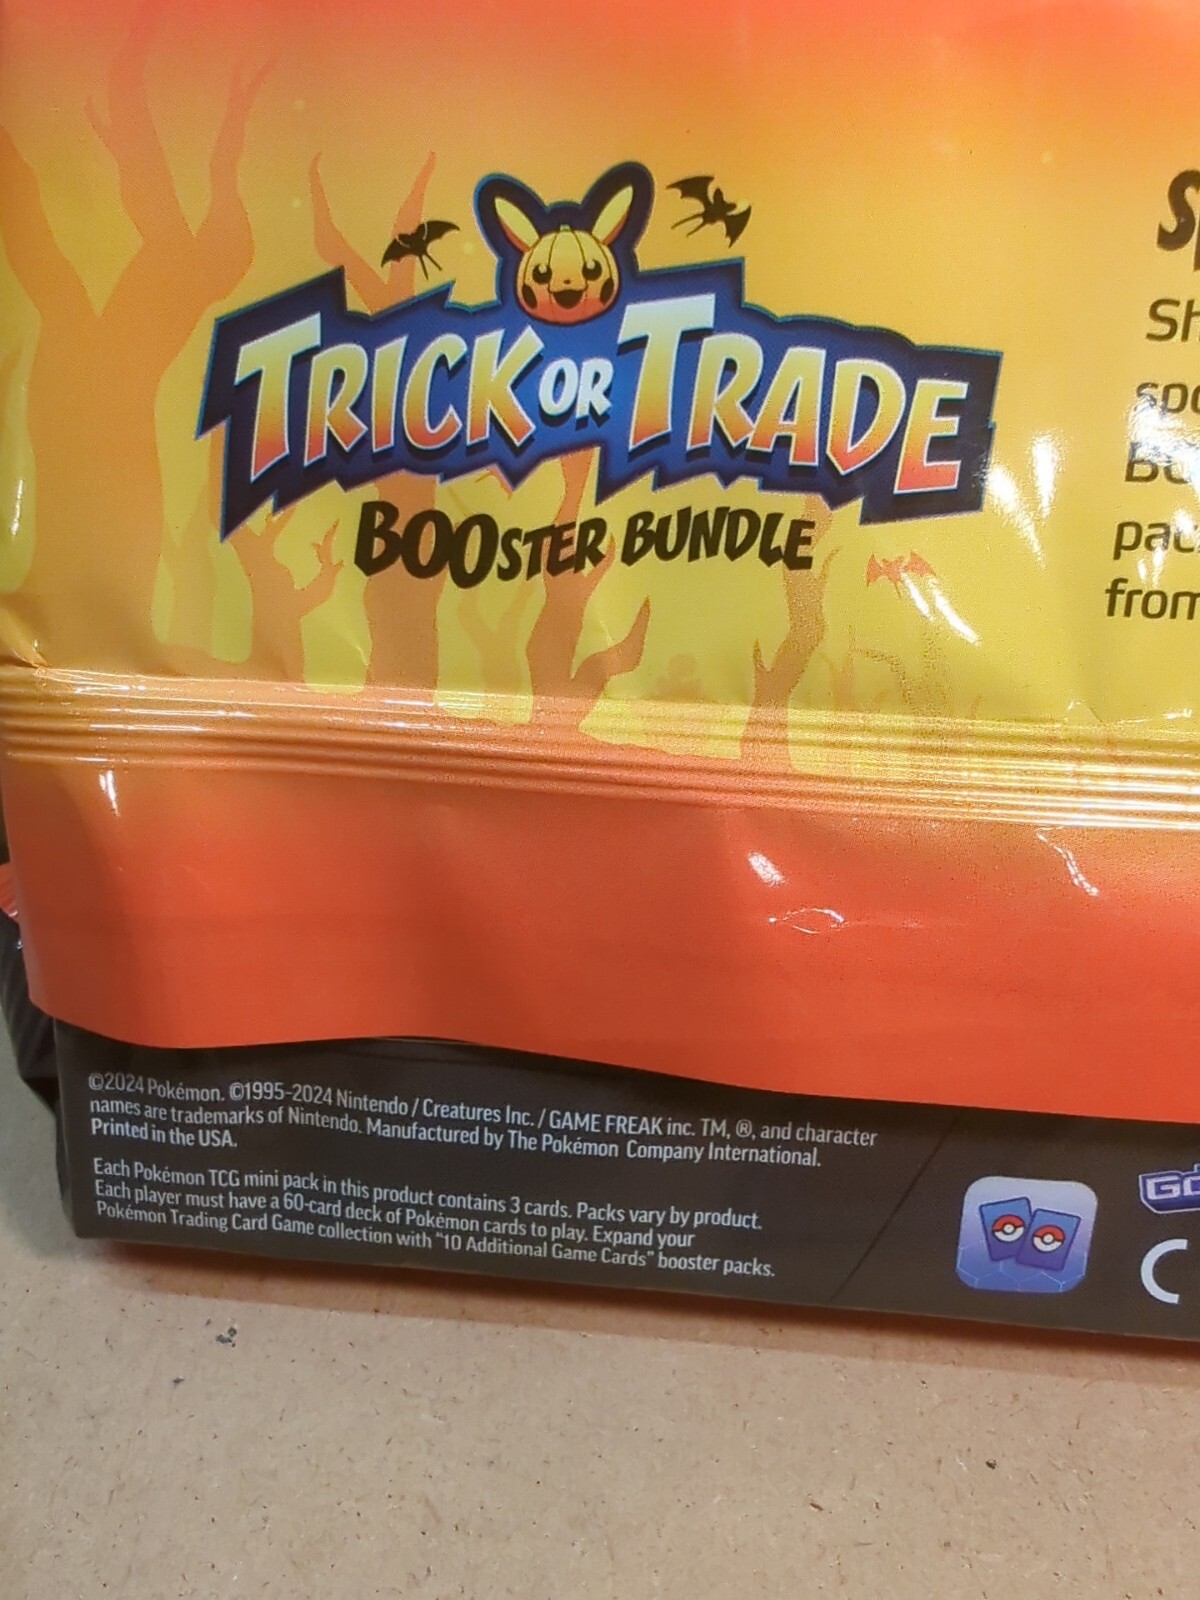 TRICK OR TRADE
BOOSTER BUNDLE
pac
from
©2024 Pokémon. ©1995–2024 Nintendo / Creatures Inc. / GAME FREAK inc. TM, ®, and character
names are trademarks of Nintendo. Manufactured by The Pokémon Company International.
Printed in the USA.
Each Pokémon TCG mini pack in this product contains 3 cards. Packs vary by product.
Each player must have a 60-card deck of Pokémon cards to play. Expand your
Pokémon Trading Card Game collection with "10 Additional Game Cards" booster packs.